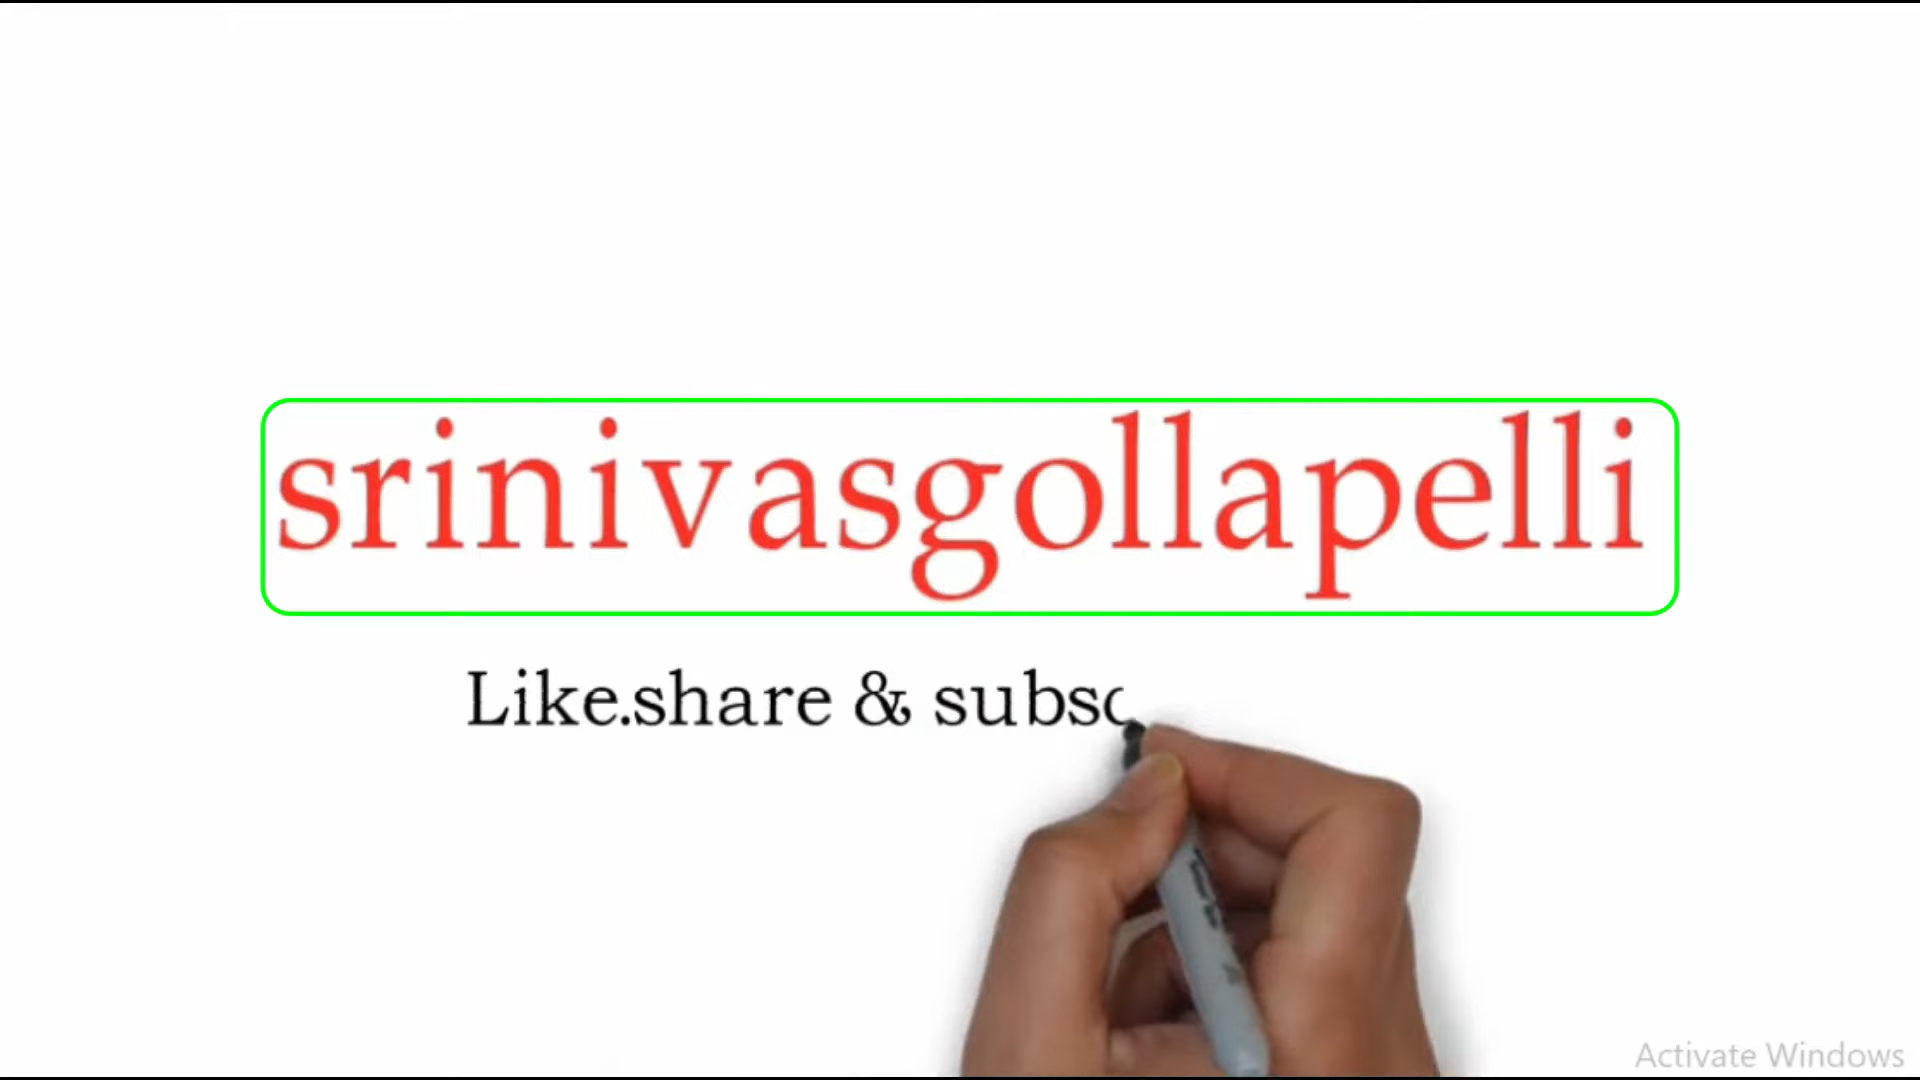 srinivasgollapelli
Like.share & subsc
Activate Windows